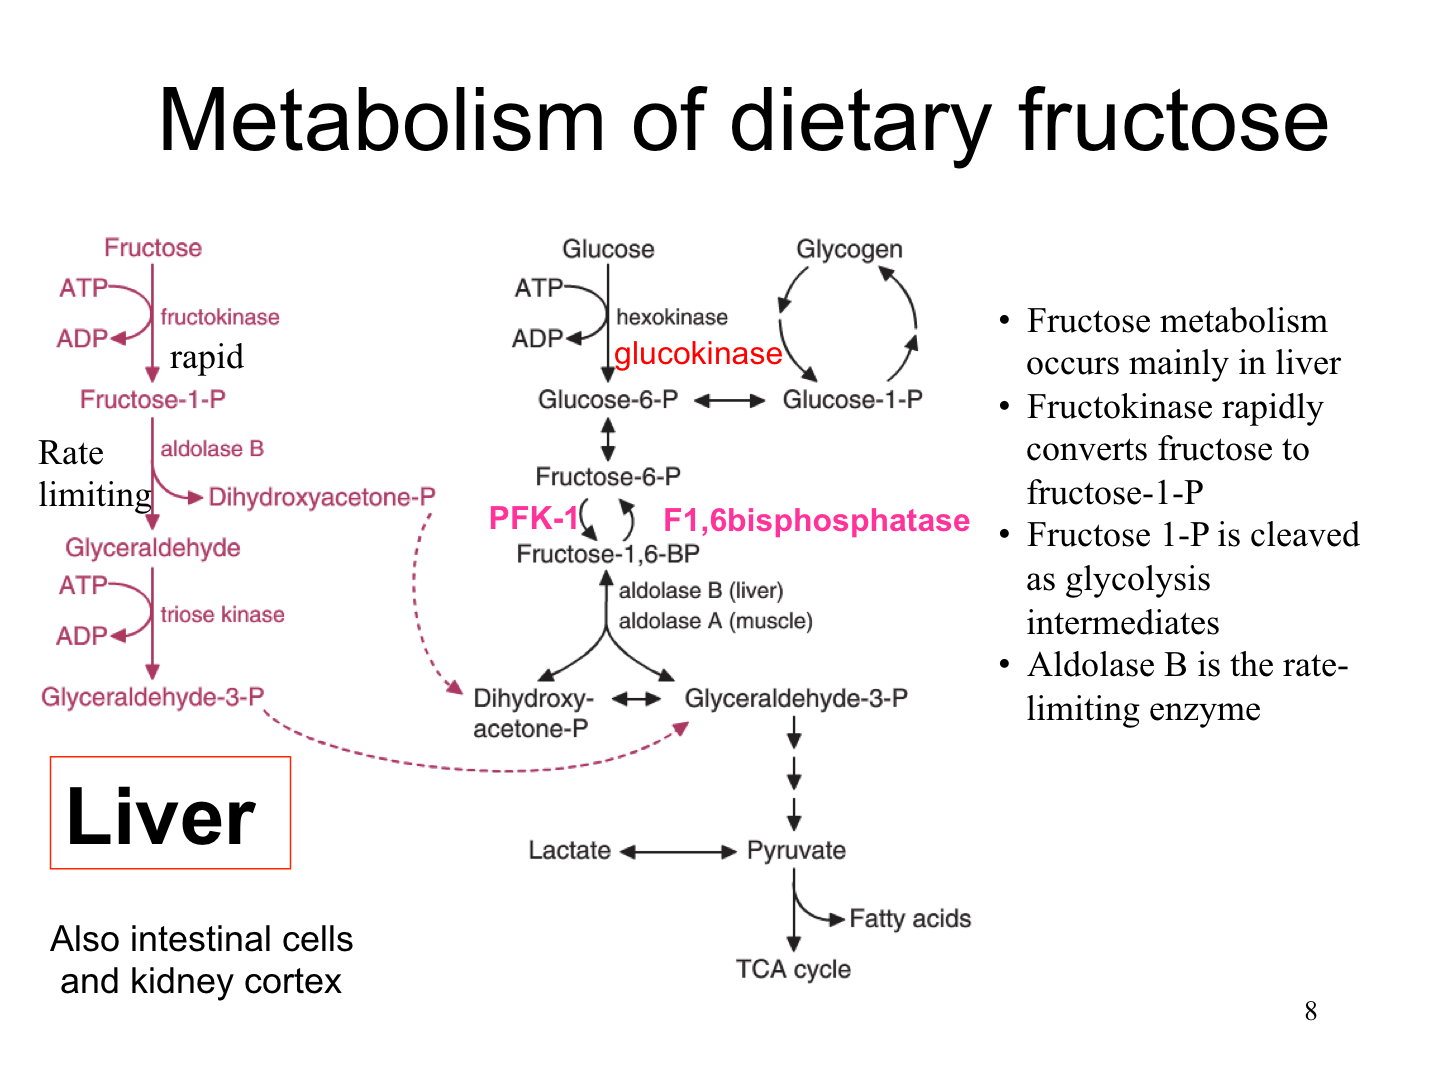 Metabolism of dietary fructose
Fructose
ATP
fructokinase
ADP
rapid
Fructose-1-P
Rate
limiting
aldolase B
Dihydroxyacetone-P
Glyceraldehyde
ATP
triose kinase
ADP
Glyceraldehyde-3-P
Liver
Also intestinal cells
and kidney cortex
Glucose
Glycogen
ATP
hexokinase
ADP
glucokinase
Glucose-6-P
Glucose-1-P
Fructose-6-P
PFK-1
F1,6bisphosphatase
Fructose-1,6-BP
aldolase B (liver)
aldolase A (muscle)
Dihydroxy-
acetone-P
Glyceraldehyde-3-P
Lactate
Pyruvate
Fatty acids
TCA cycle
• Fructose metabolism
occurs mainly in liver
• Fructokinase rapidly
converts fructose to
fructose-1-P
• Fructose 1-P is cleaved
as glycolysis
intermediates
• Aldolase B is the rate-
limiting enzyme
8